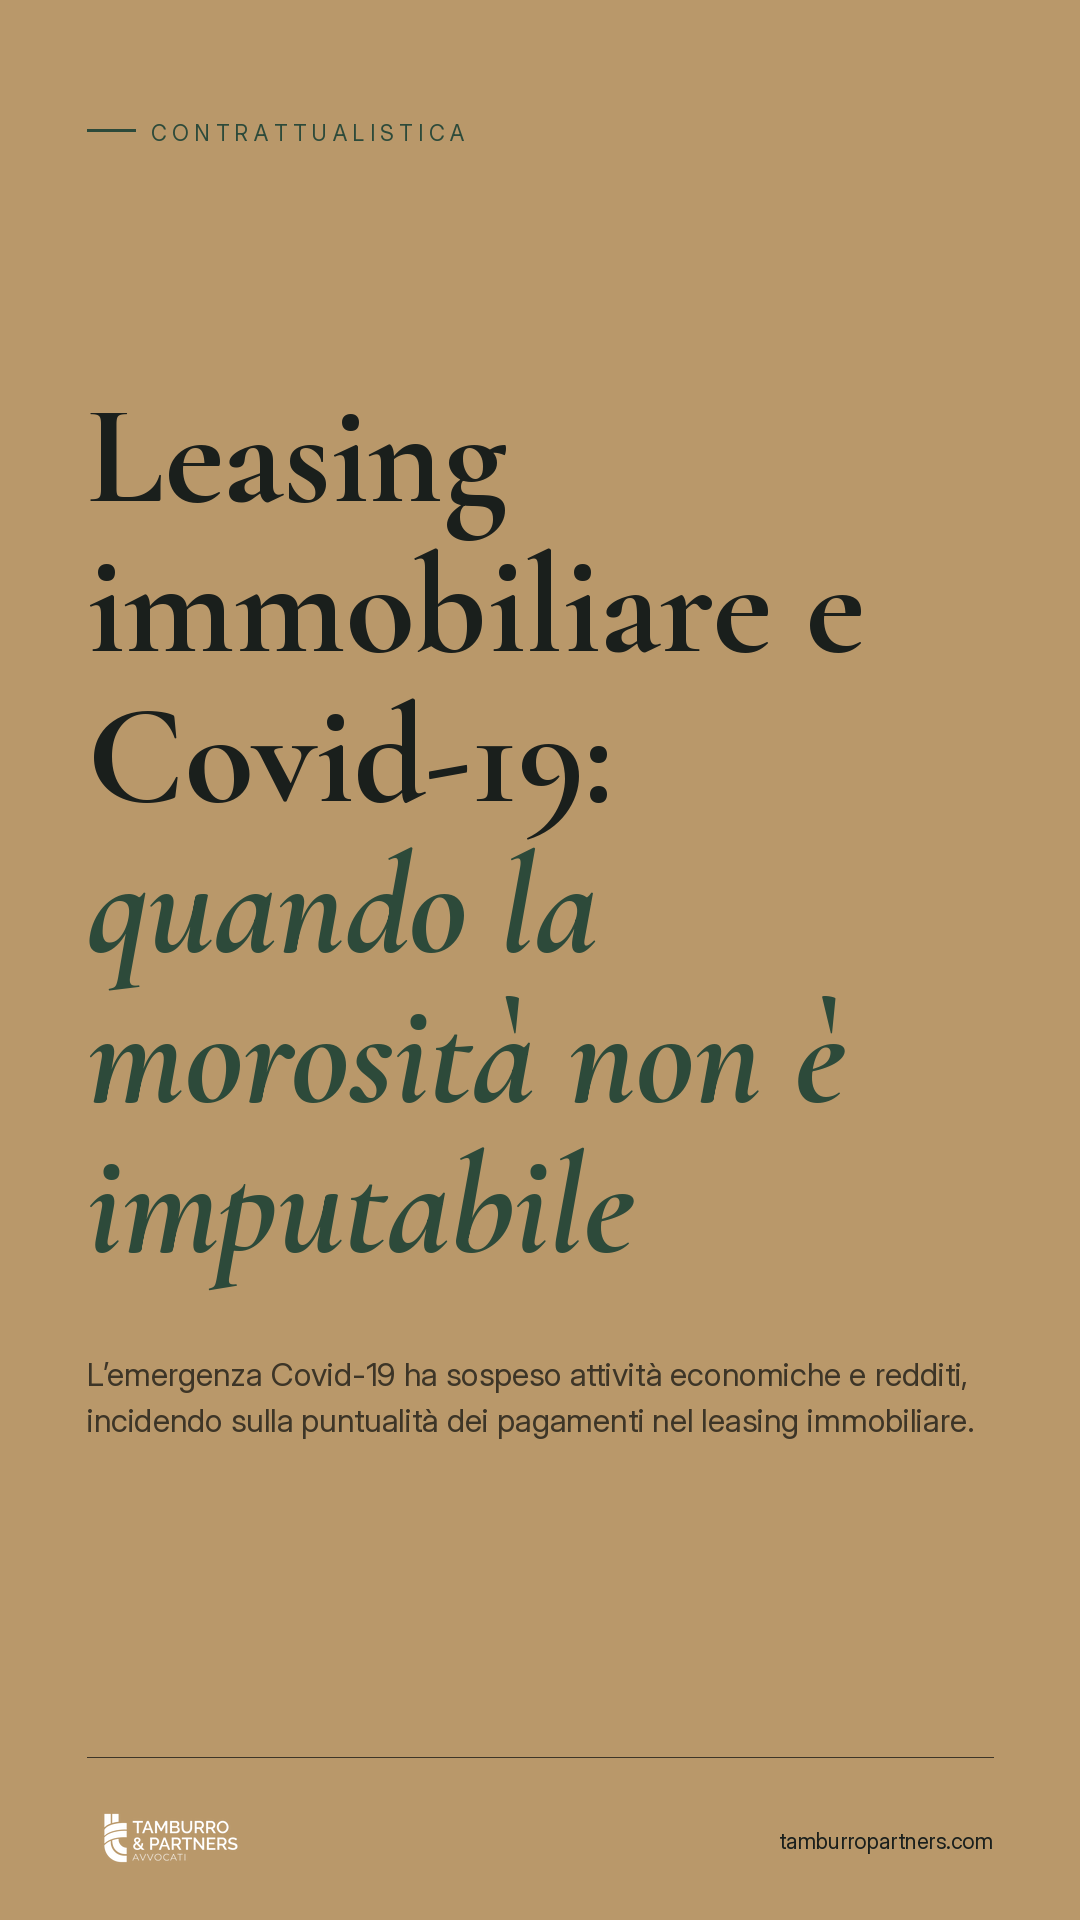 CONTRATTUALISTICA
Leasing
immobiliare e
Covid-19:
quando la
morosità non è
imputabile
L’emergenza Covid-19 ha sospeso attività economiche e redditi,
incidendo sulla puntualità dei pagamenti nel leasing immobiliare.
TAMBURRO
& PARTNERS
AVVOCATI
tamburropartners.com